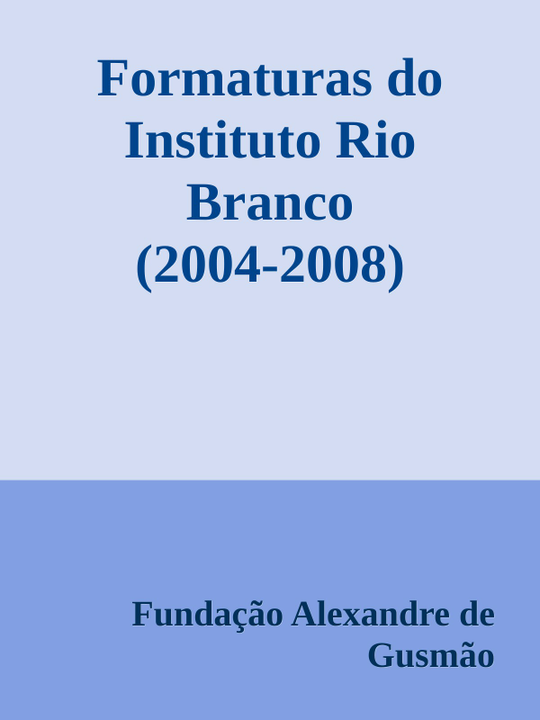 Formaturas do
Instituto Rio
Branco
(2004-2008)
Fundação Alexandre de
Gusmão